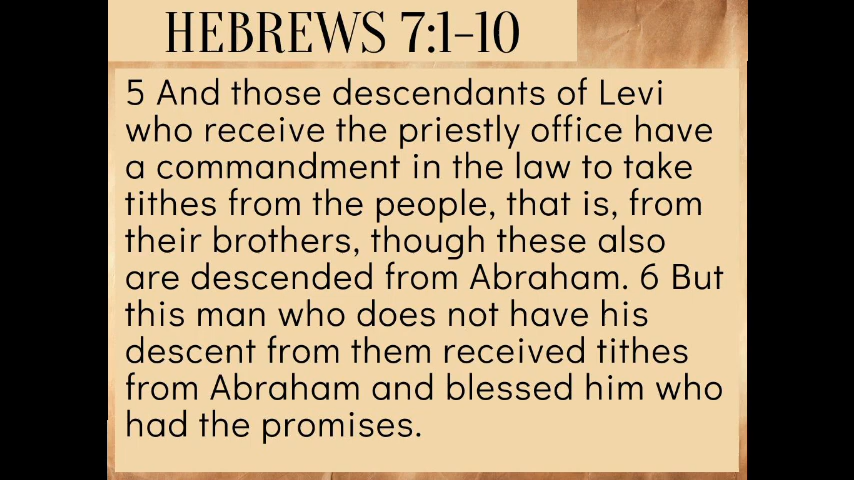 HEBREWS 7:1-10
5 And those descendants of Levi
who receive the priestly office have
a commandment in the law to take
tithes from the people, that is, from
their brothers, though these also
are descended from Abraham. 6 But
this man who does not have his
descent from them received tithes
from Abraham and blessed him who
had the promises.